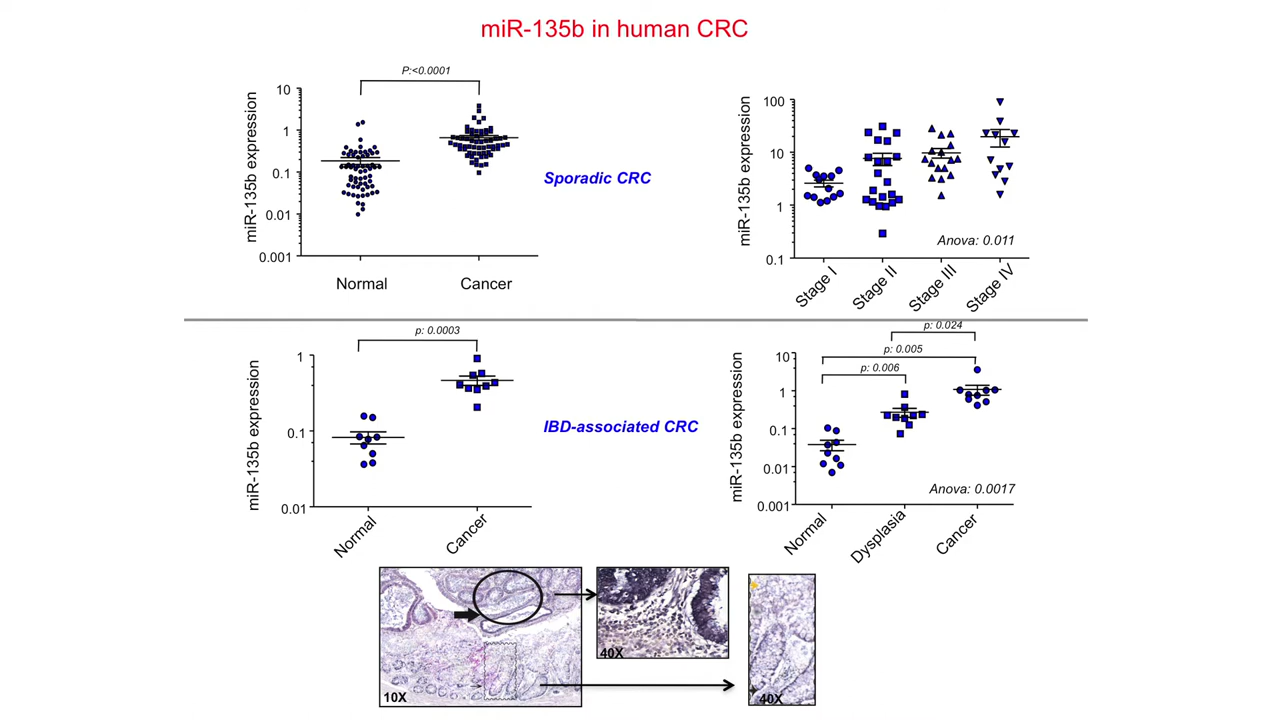 miR-135b in human CRC
P:<0.0001
miR-135b expression
10
1
0.1
0.01
0.001
Normal
Cancer
Sporadic CRC
miR-135b expression
100
10
1
0.1
Anova: 0.011
Stage I
Stage II
Stage III
Stage IV
p: 0.0003
miR-135b expression
1
0.1
0.01
Normal
Cancer
IBD-associated CRC
p: 0.024
p: 0.005
p: 0.006
miR-135b expression
10
1
0.1
0.01
0.001
Anova: 0.0017
Normal
Dysplasia
Cancer
10X
40X
40X